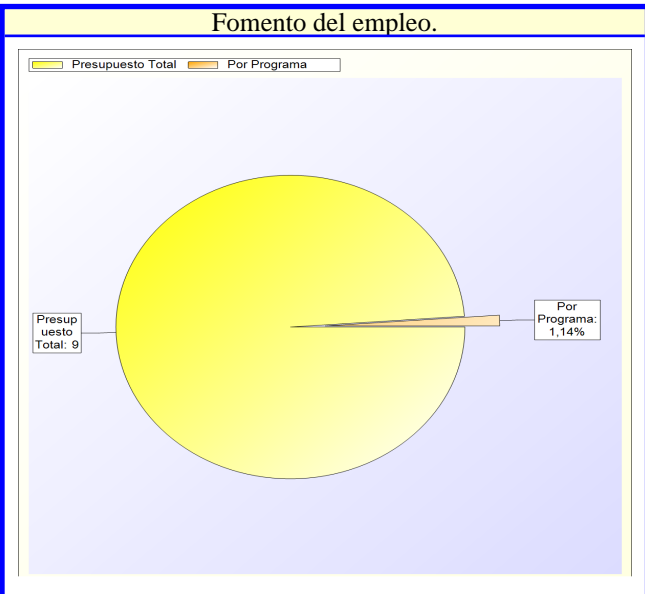 Fomento del empleo.
Presupuesto Total Por Programa
Presup
uesto
Total: 9
Por
Programa:
1,14%